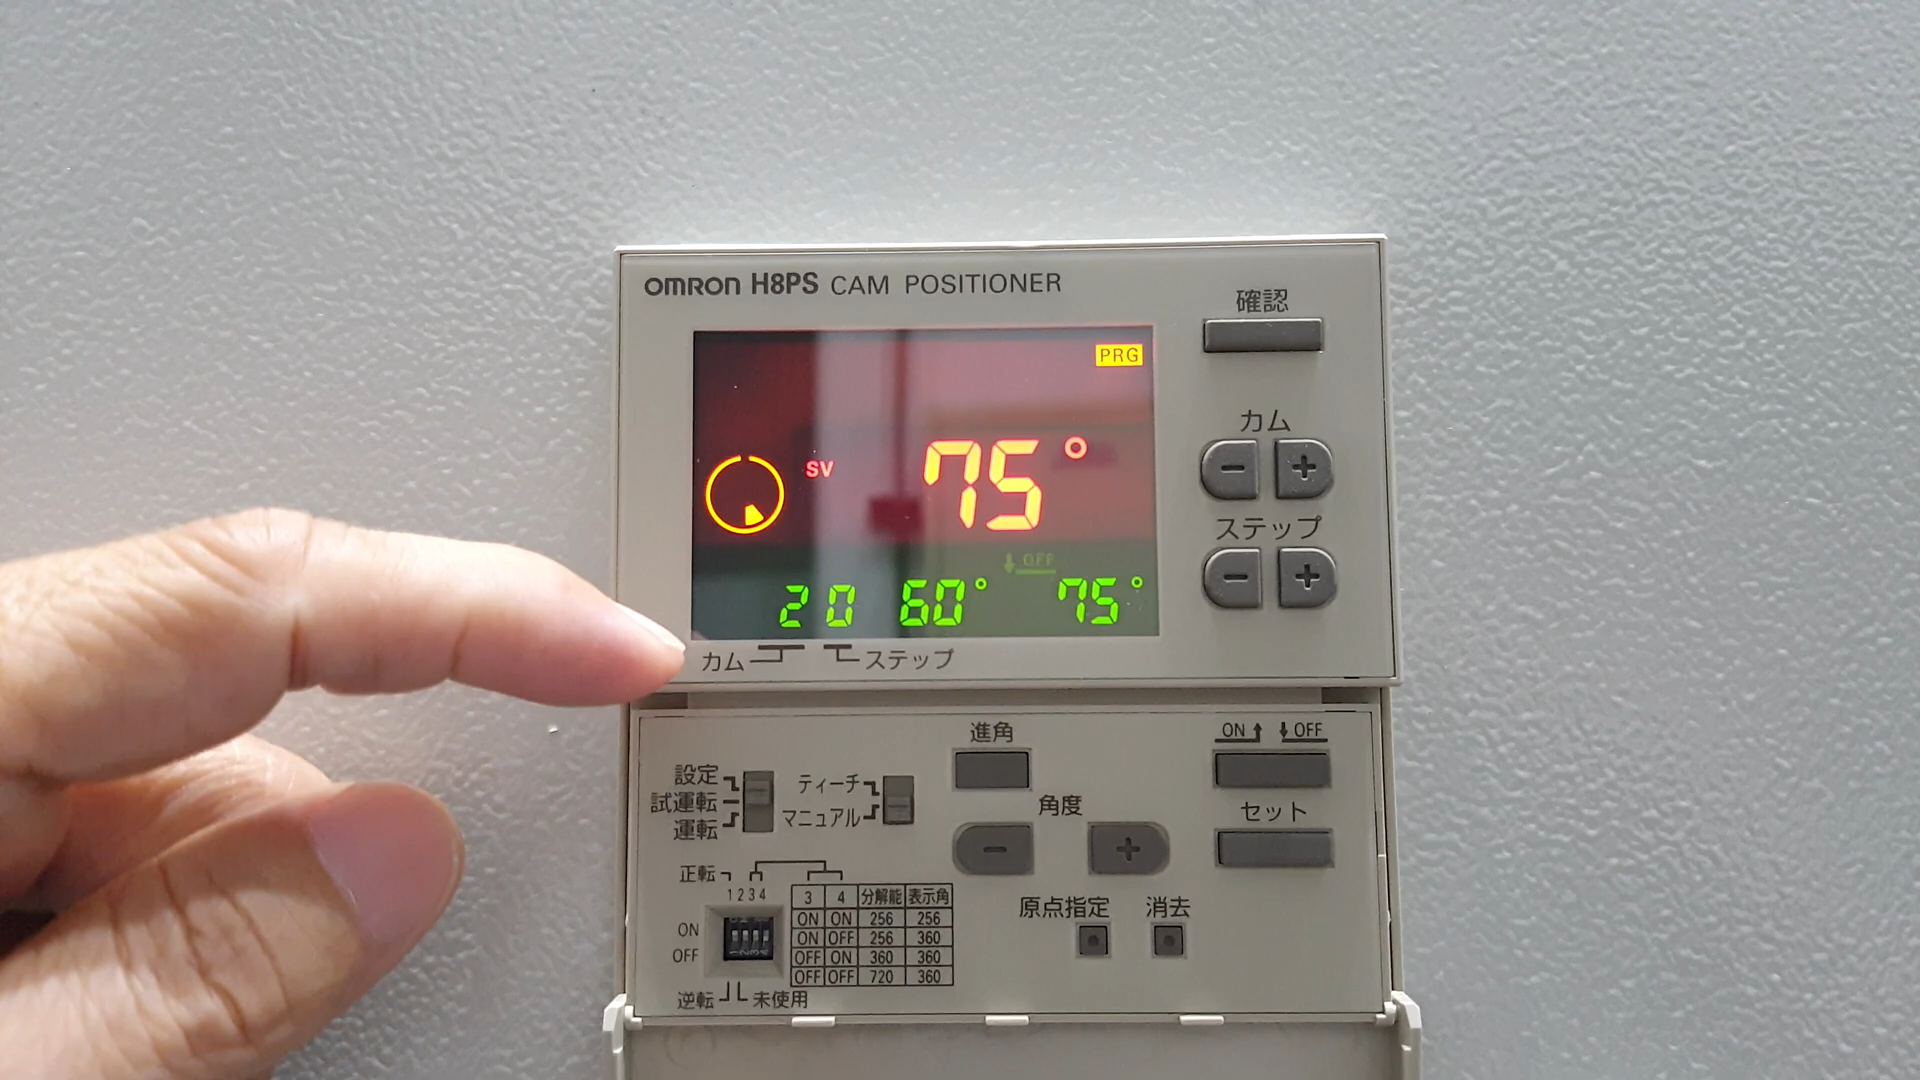 OMRON H8PS CAM POSITIONER
確認
PRG
カム
SV 75°
- +
ステップ
↓OFF
- +
20 60° 75°
カム ステップ
進角
ON↑ ↓OFF
設定
試運転
運転
ティーチ
マニュアル
角度
- +
セット
正転
1 2 3 4
ON
OFF
3 4 分解能 表示角
ON ON 256 256
ON OFF 256 360
OFF ON 360 360
OFF OFF 720 360
原点指定 消去
逆転 未使用